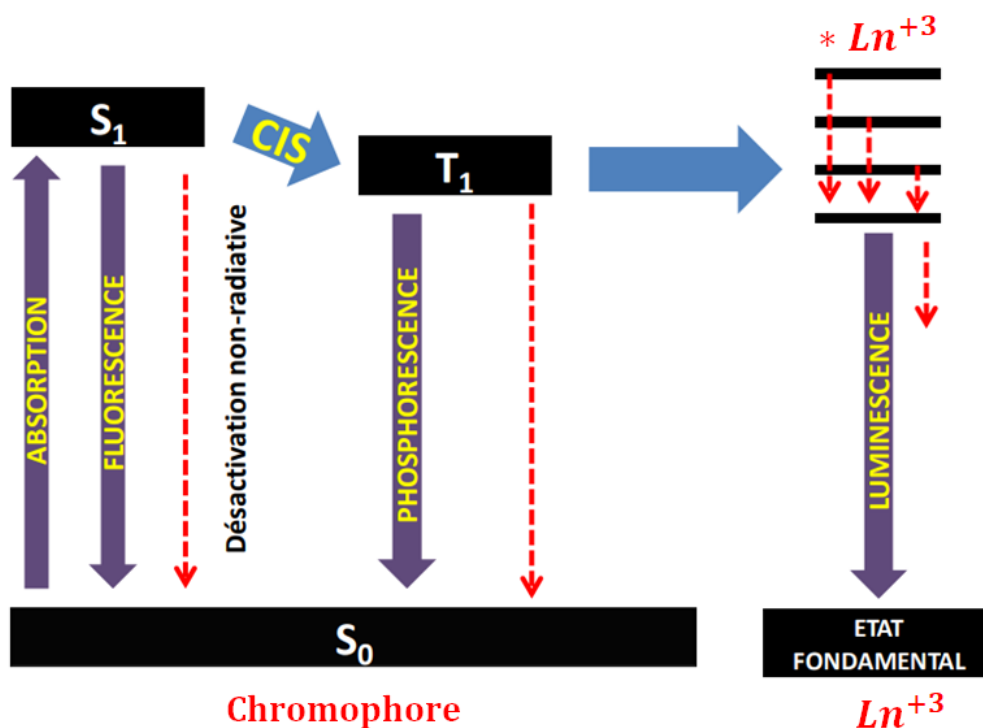 * Ln⁺³
S₁
CIS
T₁
ABSORPTION
FLUORESCENCE
Désactivation non-radiative
PHOSPHORESCENCE
LUMINESCENCE
S₀
ETAT
FONDAMENTAL
Chromophore
Ln⁺³